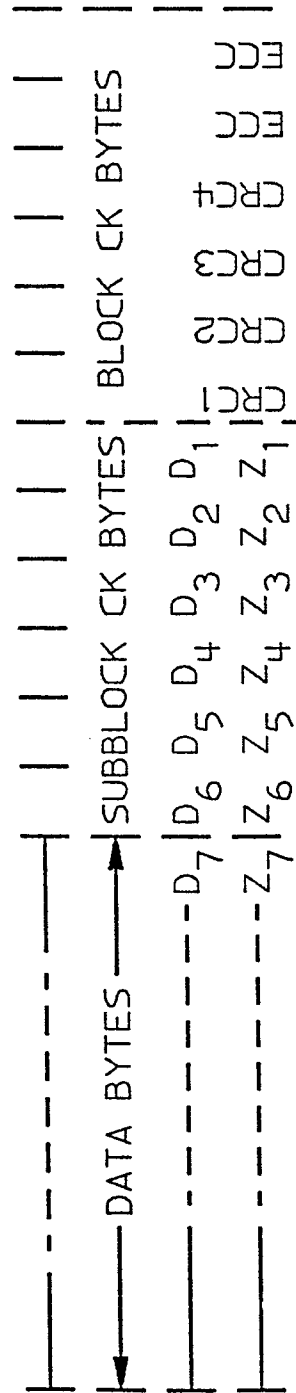 DATA BYTES SUBBLOCK CK BYTES BLOCK CK BYTES
D₇ D₆ D₅ D₄ D₃ D₂ D₁
Z₇ Z₆ Z₅ Z₄ Z₃ Z₂ Z₁
CRC1
CRC2
CRC3
CRC4
ECC
ECC